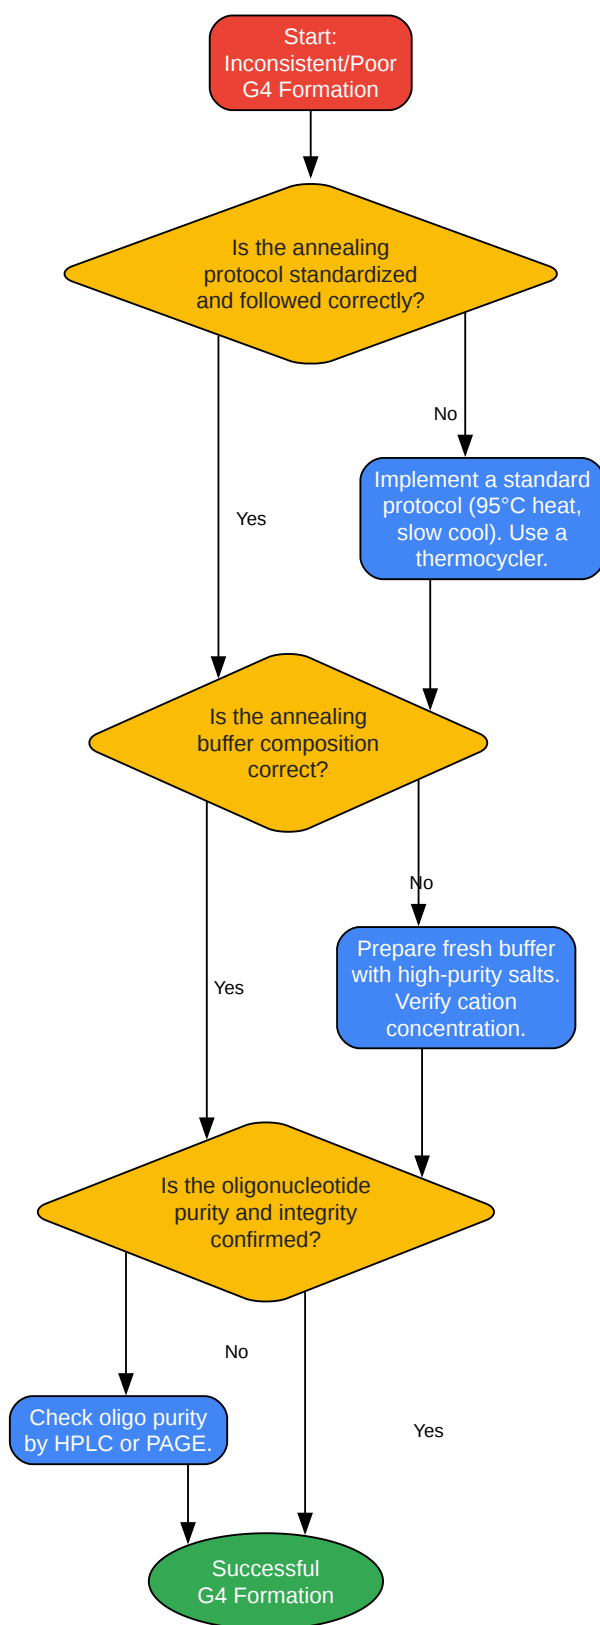 Start:
Inconsistent/Poor
G4 Formation
Is the annealing
protocol standardized
and followed correctly?
No
Implement a standard
protocol (95°C heat,
slow cool). Use a
thermocycler.
Yes
Is the annealing
buffer composition
correct?
No
Prepare fresh buffer
with high-purity salts.
Verify cation
concentration.
Yes
Is the oligonucleotide
purity and integrity
confirmed?
No
Check oligo purity
by HPLC or PAGE.
Yes
Successful
G4 Formation